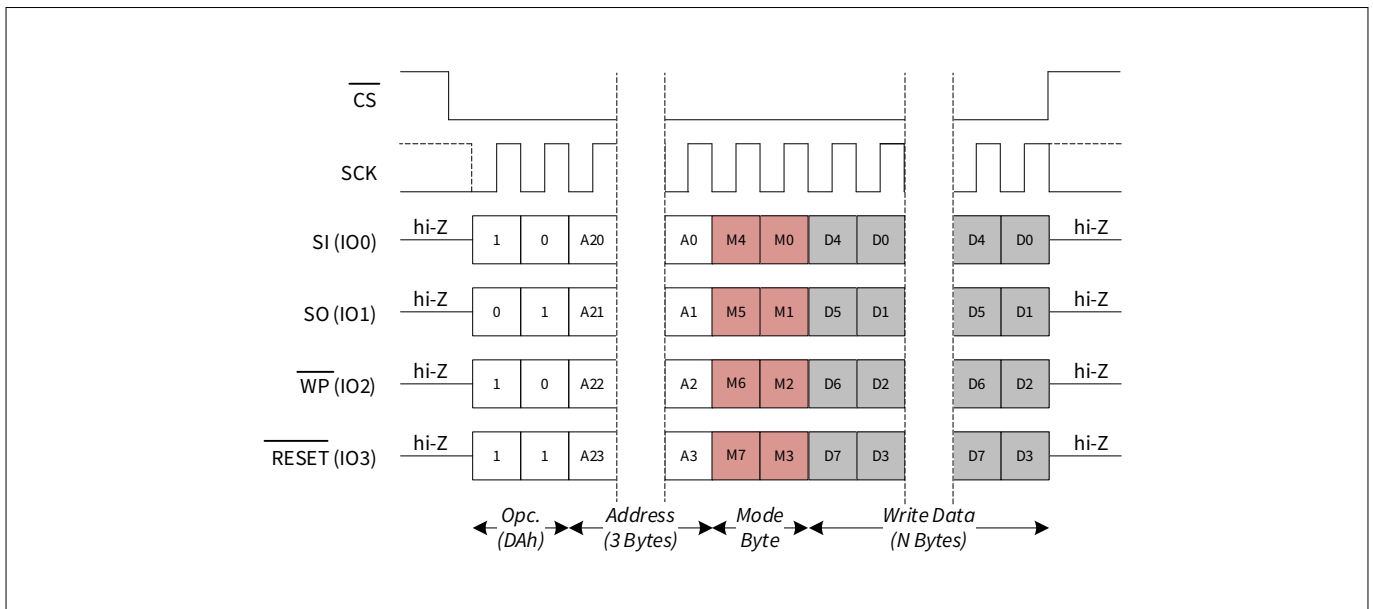 CS
SCK
SI (IO0) hi-Z 1 0 A20 A0 M4 M0 D4 D0 D4 D0 hi-Z
SO (IO1) hi-Z 0 1 A21 A1 M5 M1 D5 D1 D5 D1 hi-Z
WP (IO2) hi-Z 1 0 A22 A2 M6 M2 D6 D2 D6 D2 hi-Z
RESET (IO3) hi-Z 1 1 A23 A3 M7 M3 D7 D3 D7 D3 hi-Z
Opc. Address Mode Write Data
(DAh) (3 Bytes) Byte (N Bytes)